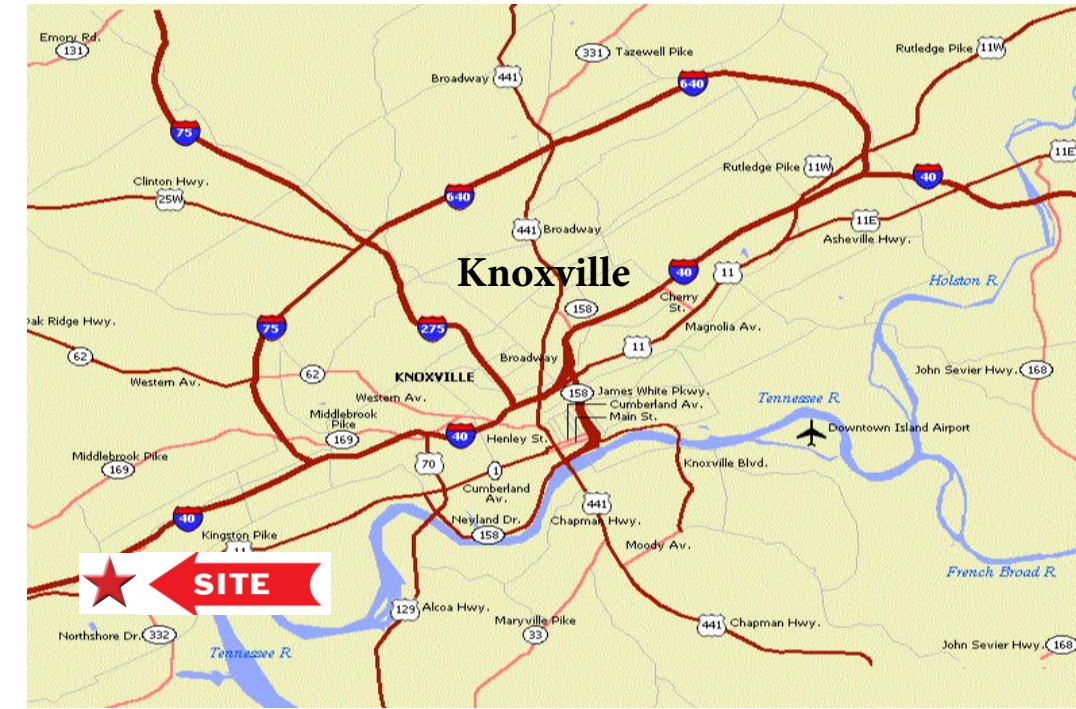 Emory Rd.
131
331 Tazewell Pike
Rutledge Pike 11W
Broadway 441
640
75
Rutledge Pike 11W
11E
40
Clinton Hwy.
25W
640
11E
Asheville Hwy.
441 Broadway
Knoxville
40
11
Holston R.
Cherry
St.
158
75
275
Magnolia Av.
Oak Ridge Hwy.
62
11
Broadway
KNOXVILLE
62
Western Av.
Western Av.
John Sevier Hwy. 168
158 James White Pkwy.
Cumberland Av.
Main St.
Tennessee R.
Middlebrook
Pike
169
40
Henley St.
Downtown Island Airport
Middlebrook Pike
169
70
1
Cumberland
Av.
Knoxville Blvd.
40
441
Neyland Dr.
158
Chapman Hwy.
Kingston Pike
11
Moody Av.
SITE
French Broad R.
129 Alcoa Hwy.
Maryville Pike
33
441 Chapman Hwy.
Northshore Dr. 332
Tennessee R.
John Sevier Hwy. 168